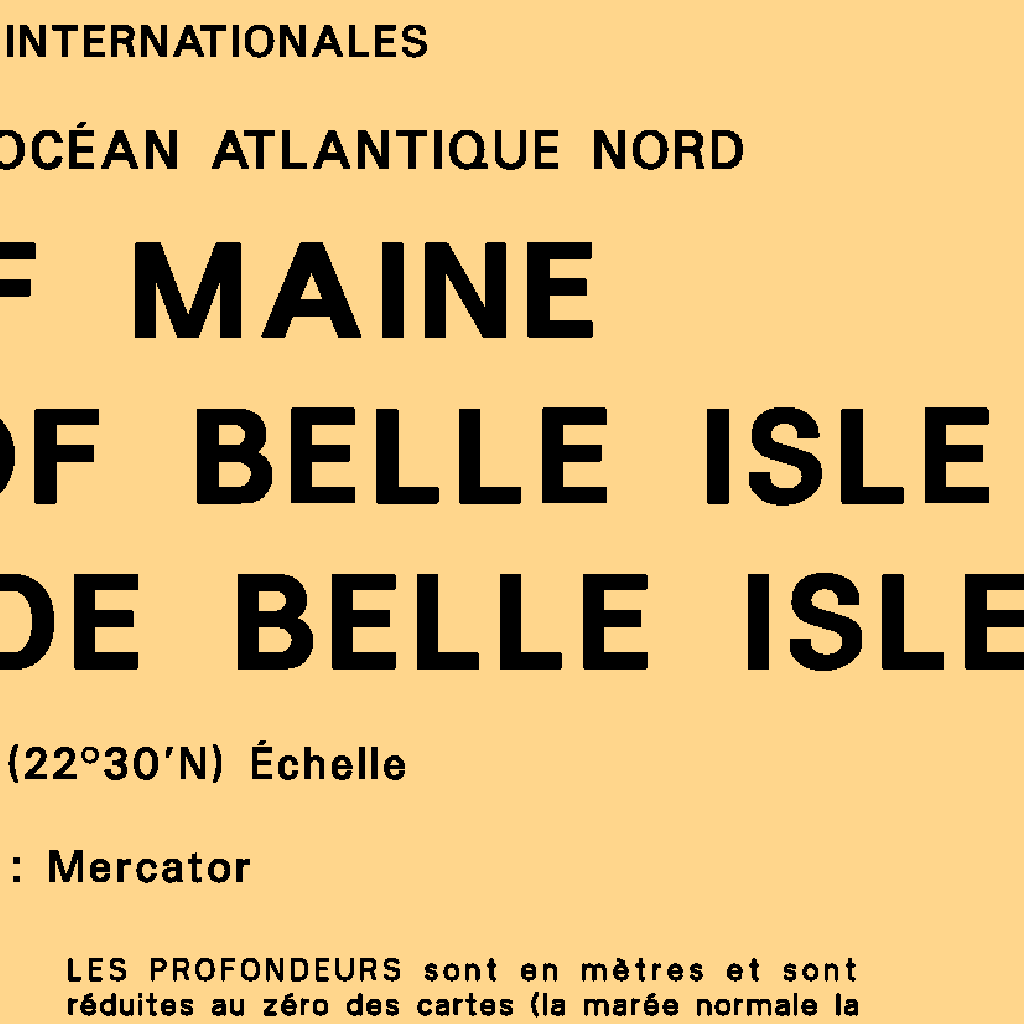 INTERNATIONALES
OCÉAN ATLANTIQUE NORD
F MAINE
OF BELLE ISLE
DE BELLE ISLE
(22°30'N) Échelle
: Mercator
LES PROFONDEURS sont en mètres et sont
réduites au zéro des cartes (la marée normale la